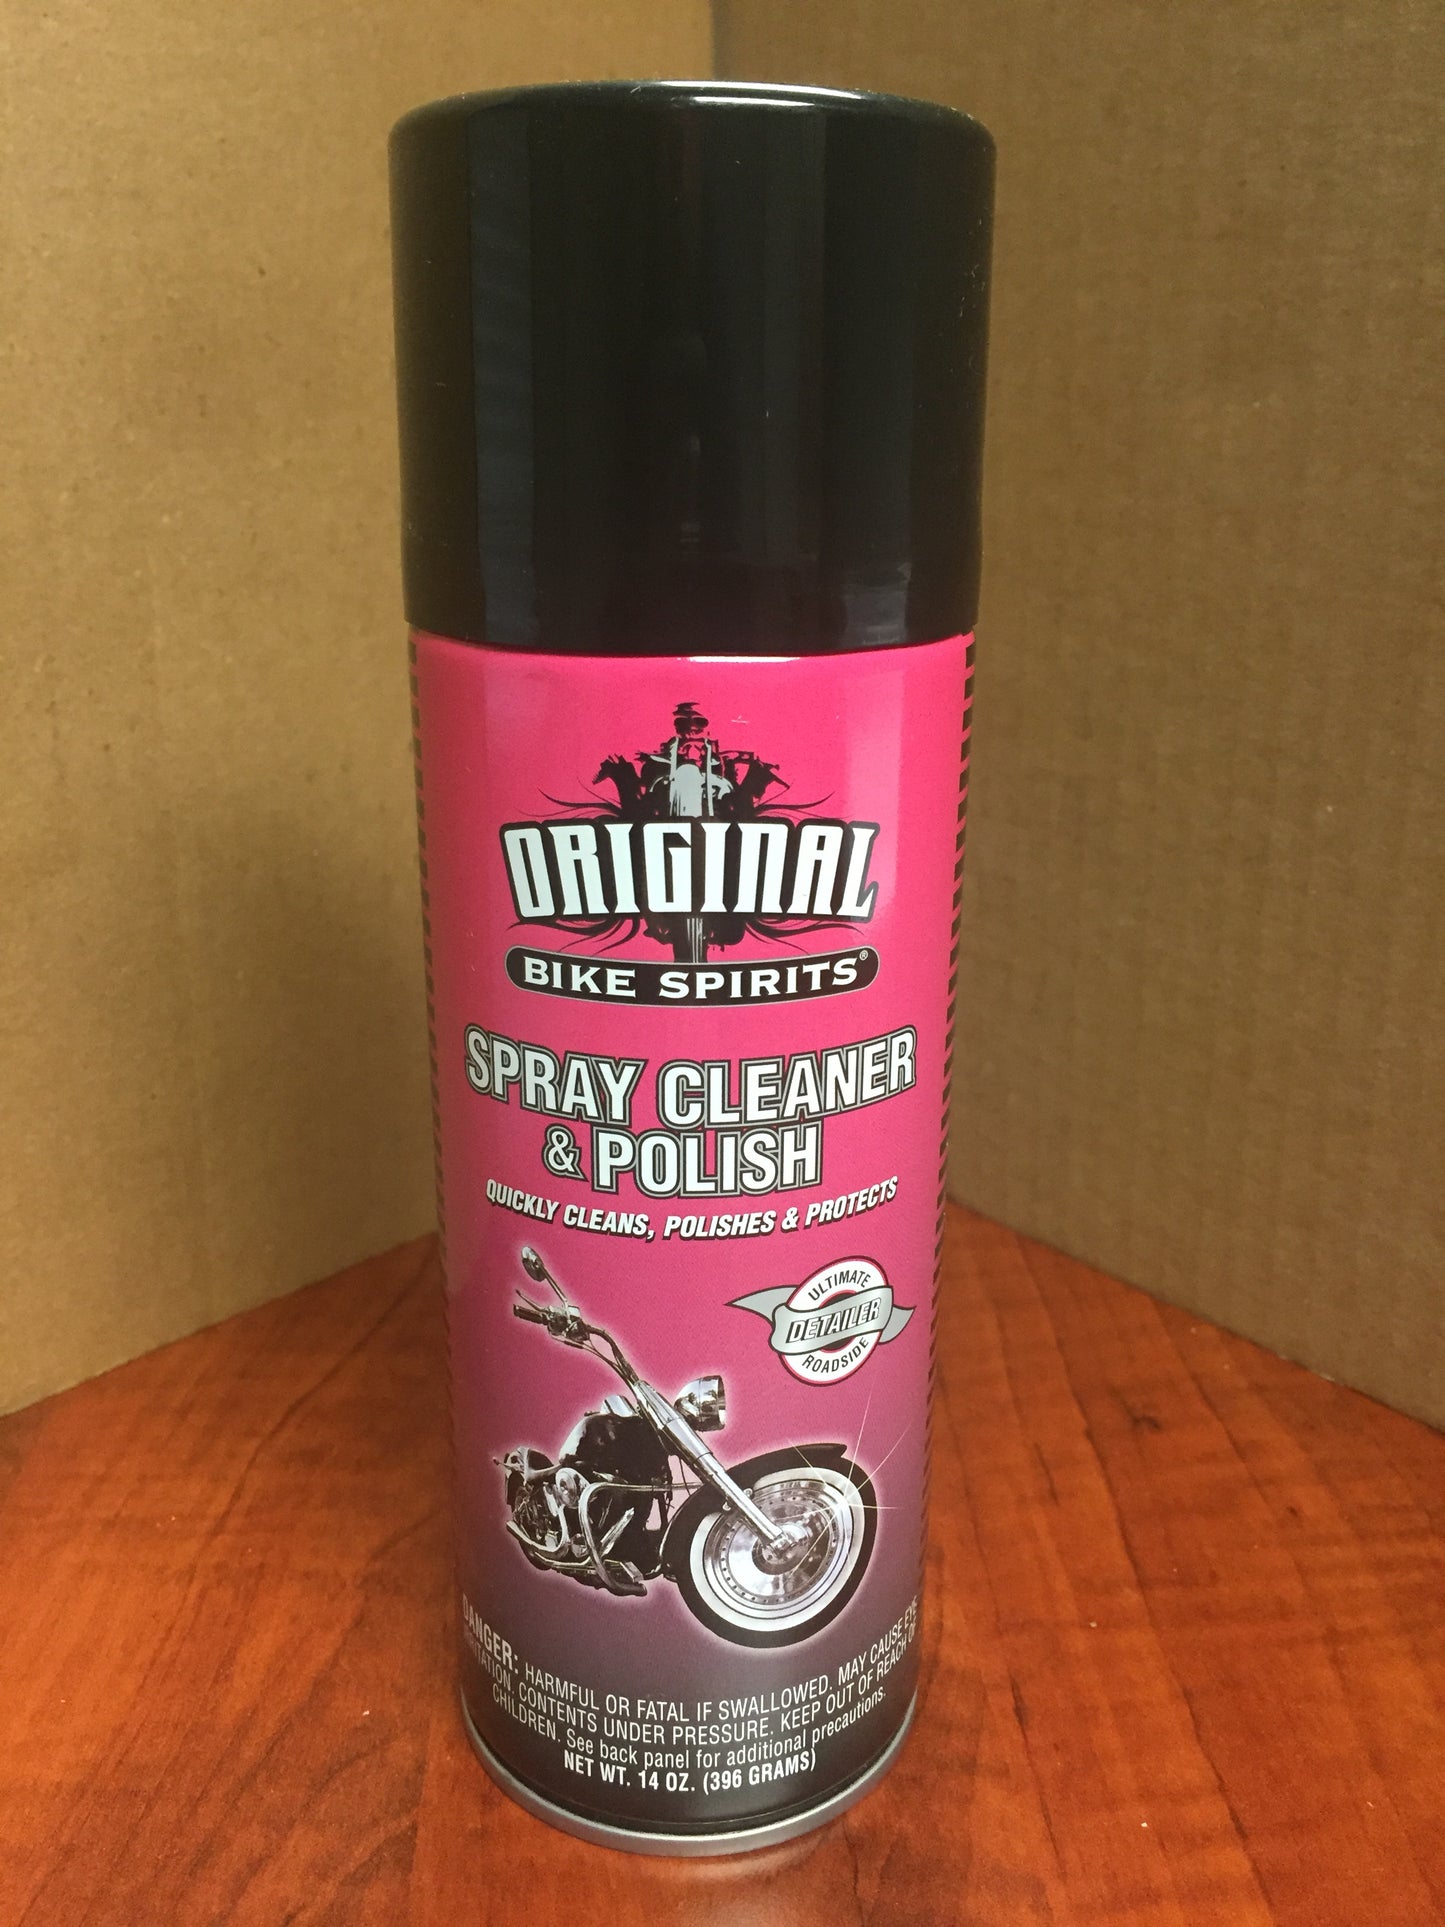 ORIGINAL
BIKE SPIRITS®
SPRAY CLEANER
& POLISH
QUICKLY CLEANS, POLISHES & PROTECTS
ULTIMATE
DETAILER
ROADSIDE
DANGER: HARMFUL OR FATAL IF SWALLOWED. MAY CAUSE EYE
IRRITATION. CONTENTS UNDER PRESSURE. KEEP OUT OF REACH OF
CHILDREN. See back panel for additional precautions.
NET WT. 14 OZ. (396 GRAMS)